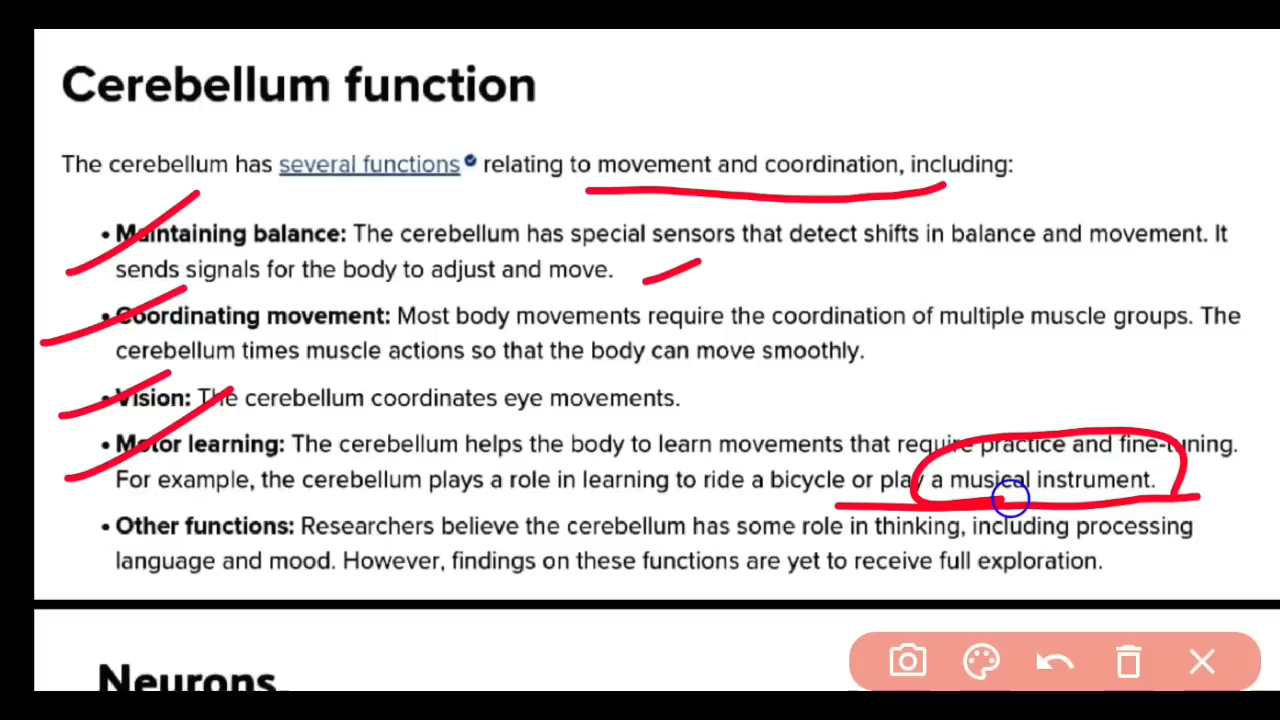 Cerebellum function
The cerebellum has several functions relating to movement and coordination, including:
• Maintaining balance: The cerebellum has special sensors that detect shifts in balance and movement. It
sends signals for the body to adjust and move.
• Coordinating movement: Most body movements require the coordination of multiple muscle groups. The
cerebellum times muscle actions so that the body can move smoothly.
• Vision: The cerebellum coordinates eye movements.
• Motor learning: The cerebellum helps the body to learn movements that require practice and fine-tuning.
For example, the cerebellum plays a role in learning to ride a bicycle or play a musical instrument.
• Other functions: Researchers believe the cerebellum has some role in thinking, including processing
language and mood. However, findings on these functions are yet to receive full exploration.
Neurons